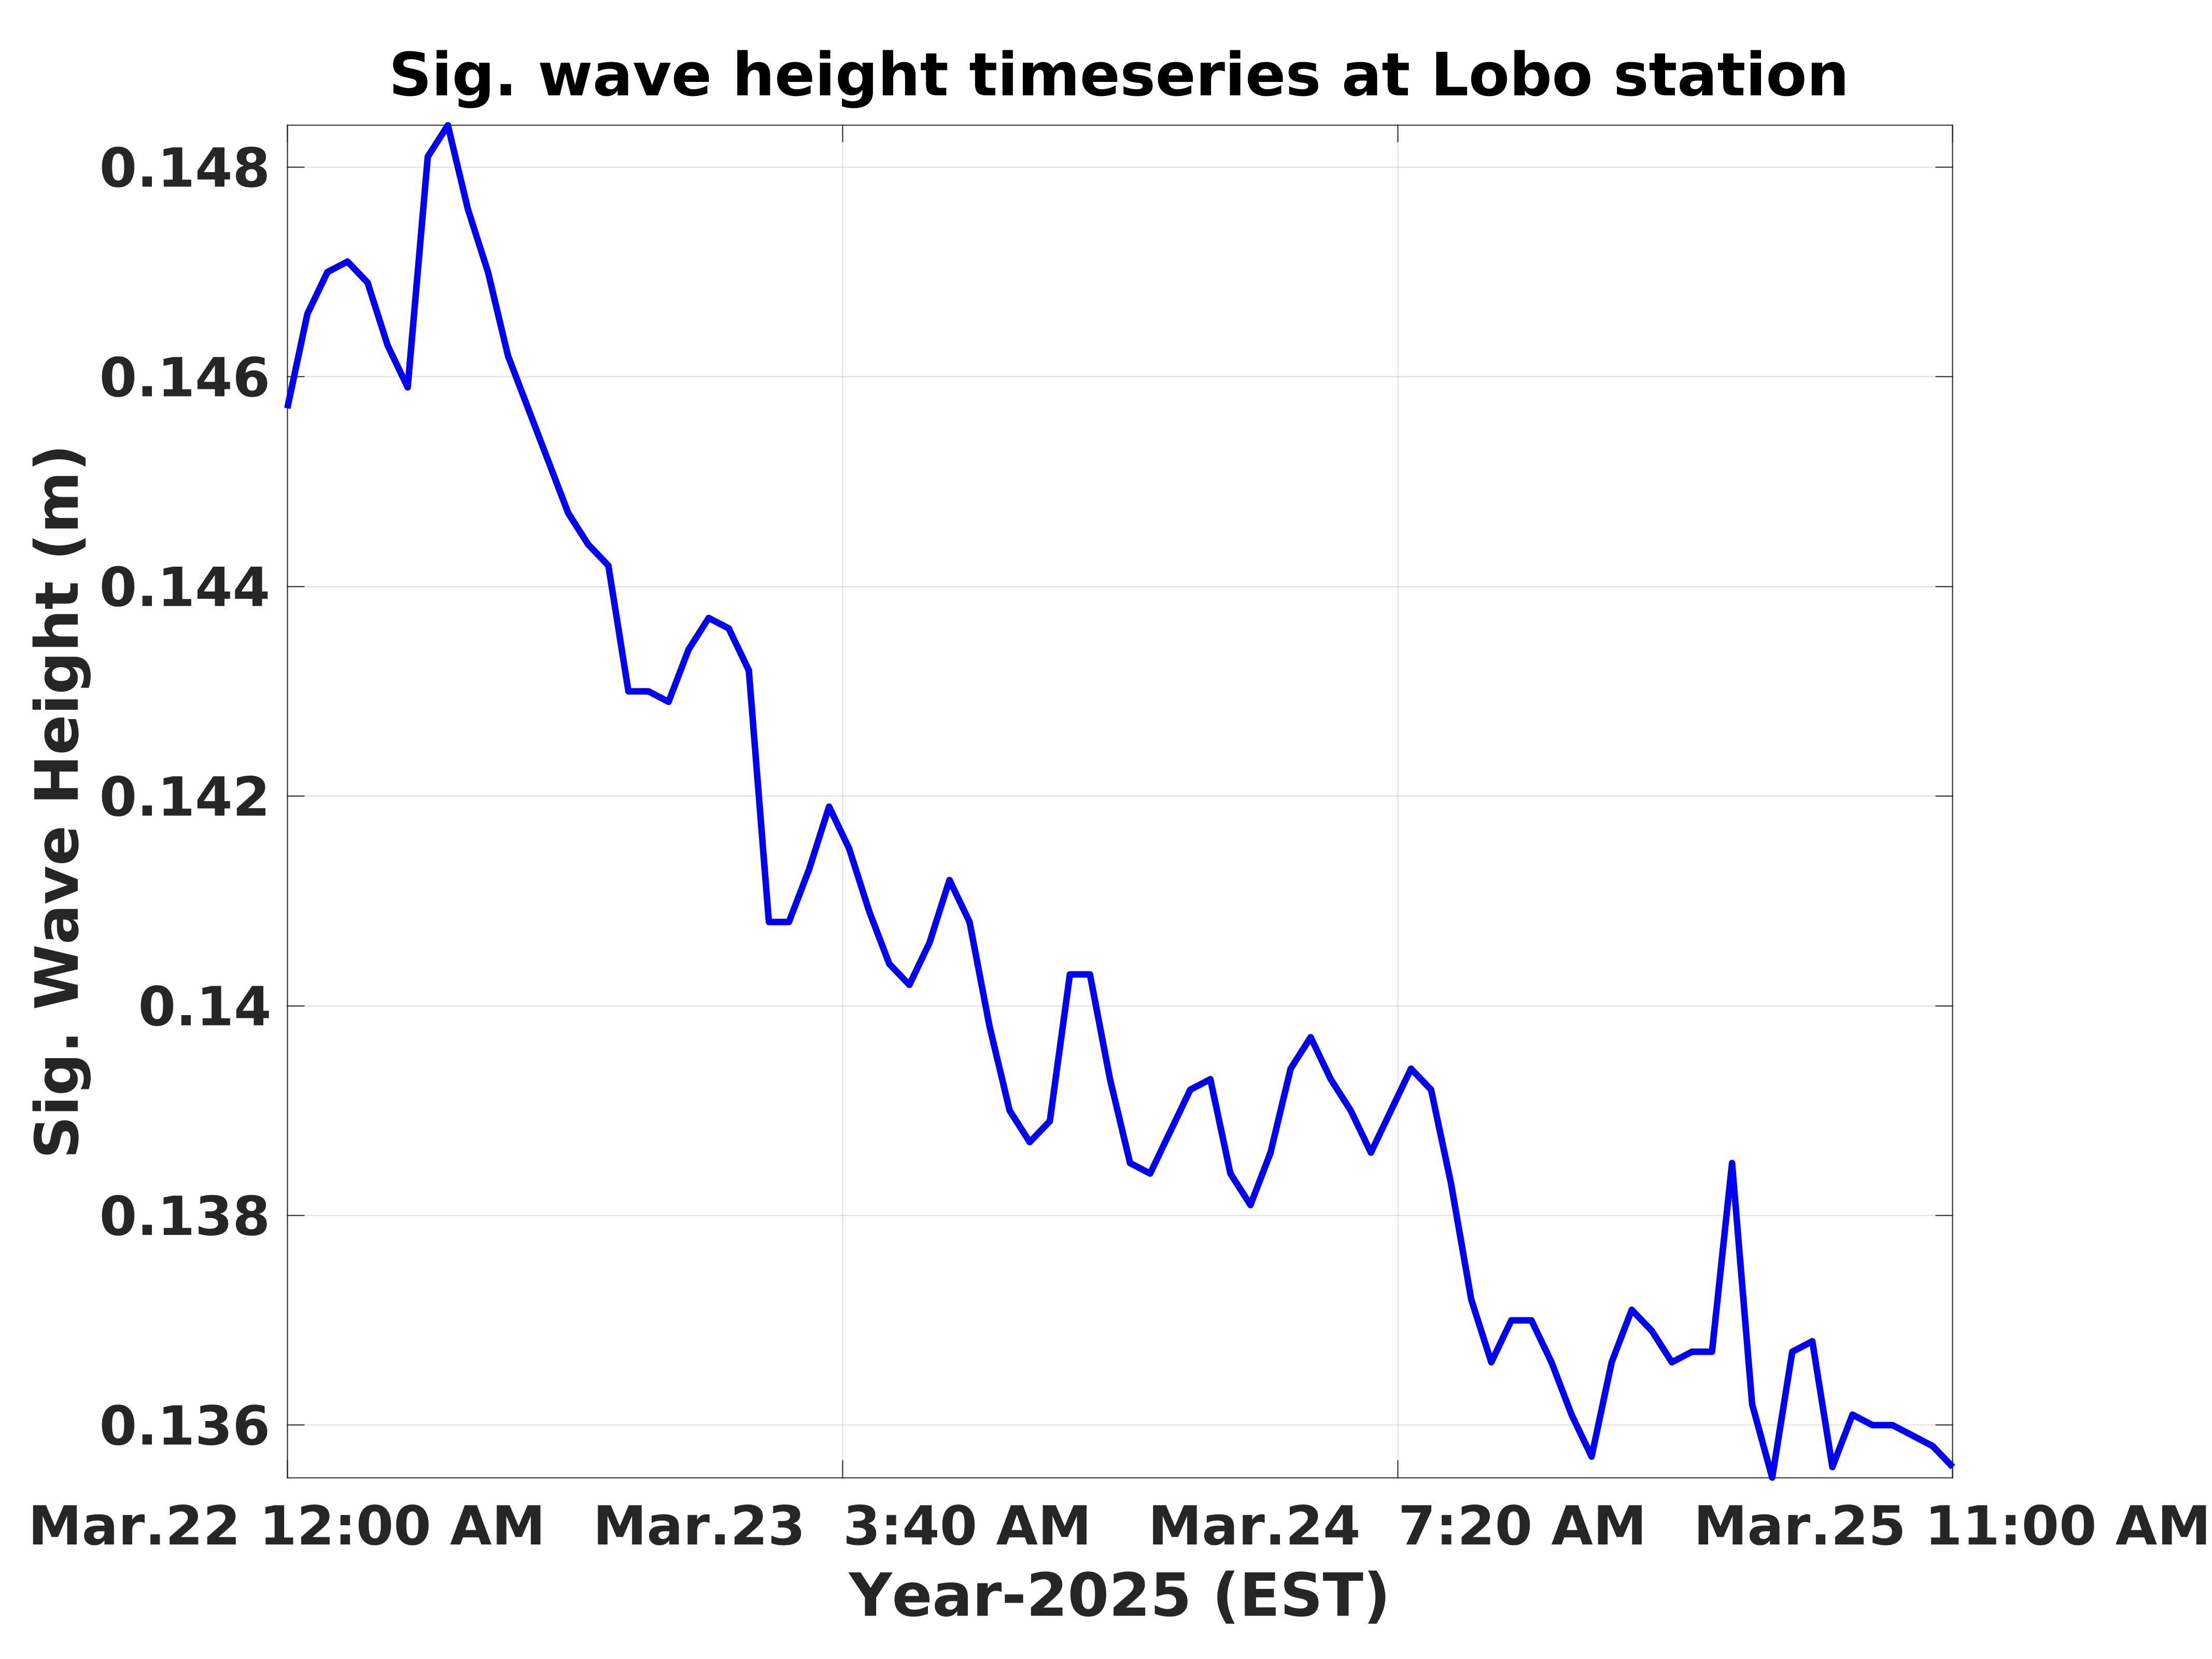 Sig. wave height timeseries at Lobo station
Sig. Wave Height (m)
0.148
0.146
0.144
0.142
0.14
0.138
0.136
Mar.22 12:00 AM Mar.23 3:40 AM Mar.24 7:20 AM Mar.25 11:00 AM
Year-2025 (EST)